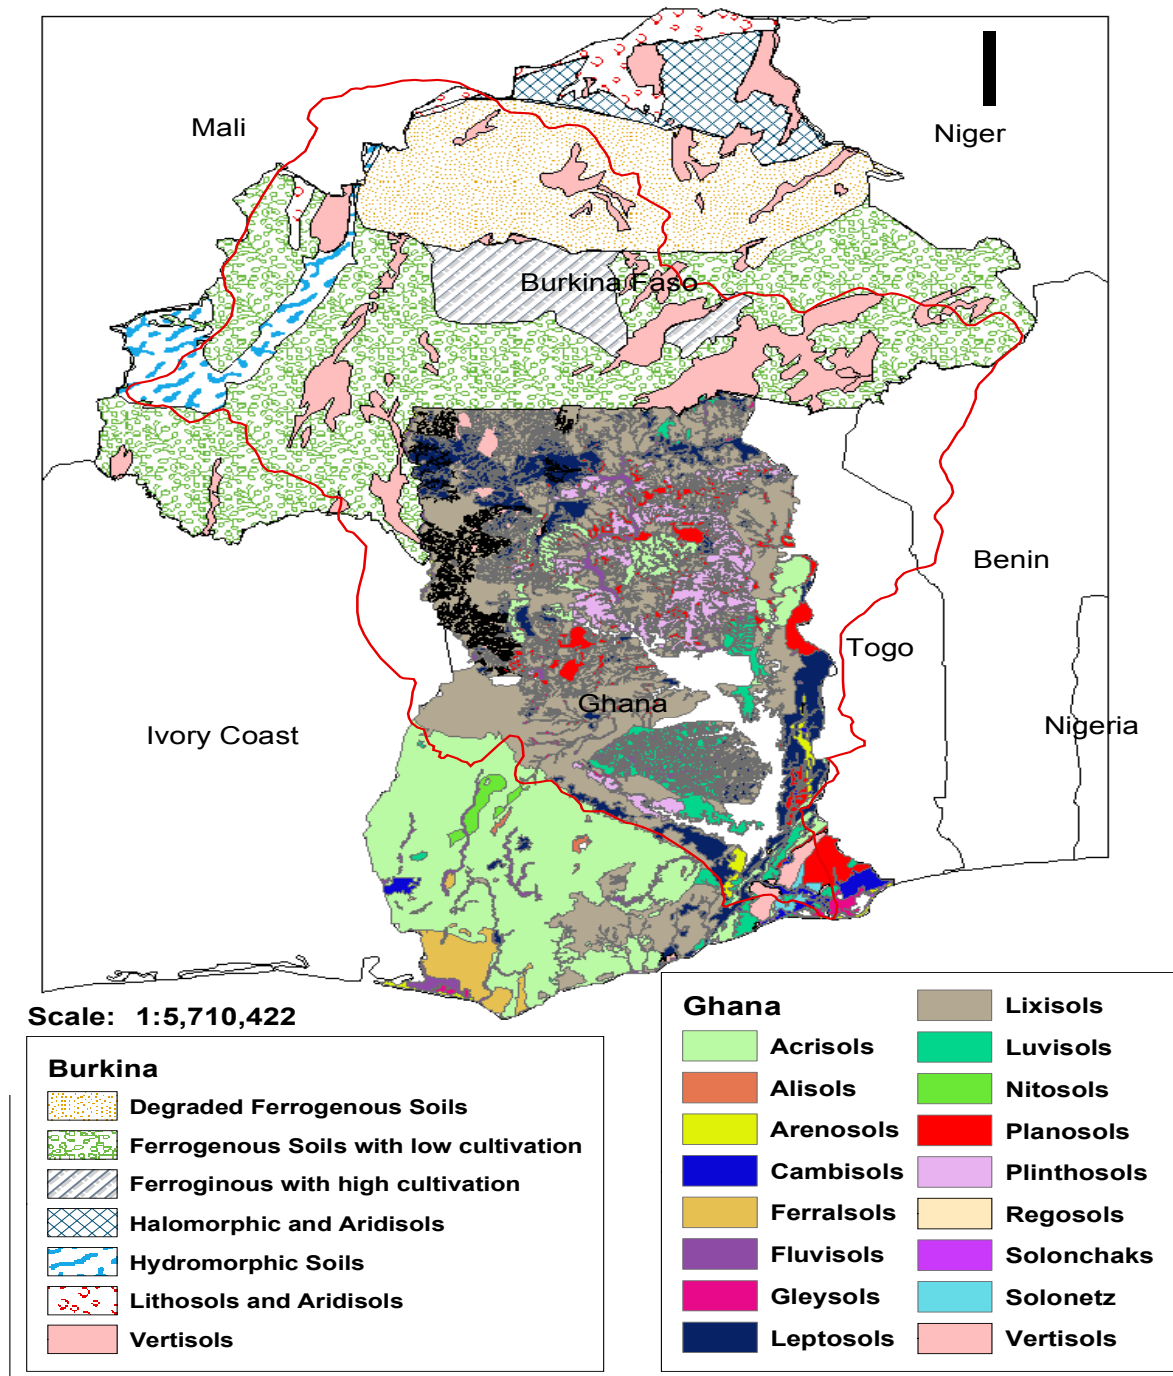 Mali
Niger
Burkina Faso
Benin
Togo
Ghana
Ivory Coast
Nigeria
Scale: 1:5,710,422
Burkina
Degraded Ferrogenous Soils
Ferrogenous Soils with low cultivation
Ferroginous with high cultivation
Halomorphic and Aridisols
Hydromorphic Soils
Lithosols and Aridisols
Vertisols
Ghana
Acrisols
Alisols
Arenosols
Cambisols
Ferralsols
Fluvisols
Gleysols
Leptosols
Lixisols
Luvisols
Nitosols
Planosols
Plinthosols
Regosols
Solonchaks
Solonetz
Vertisols